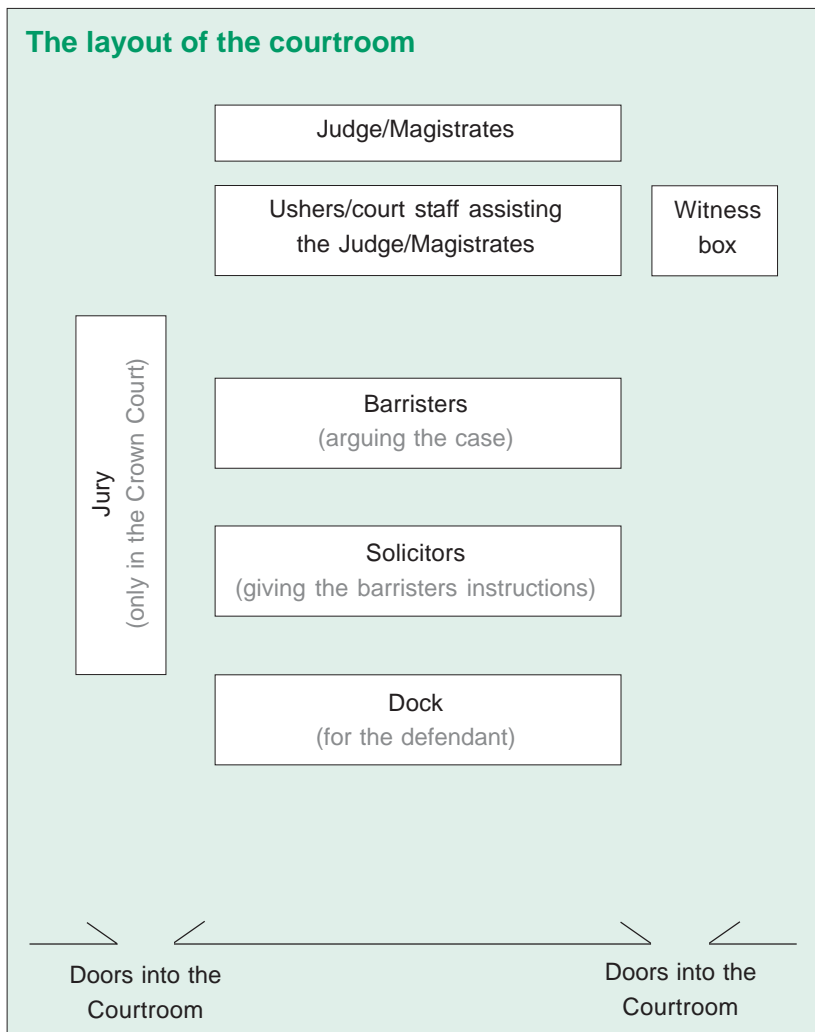 The layout of the courtroom
Judge/Magistrates
Ushers/court staff assisting
the Judge/Magistrates
Witness
box
Jury
(only in the Crown Court)
Barristers
(arguing the case)
Solicitors
(giving the barristers instructions)
Dock
(for the defendant)
Doors into the
Courtroom
Doors into the
Courtroom